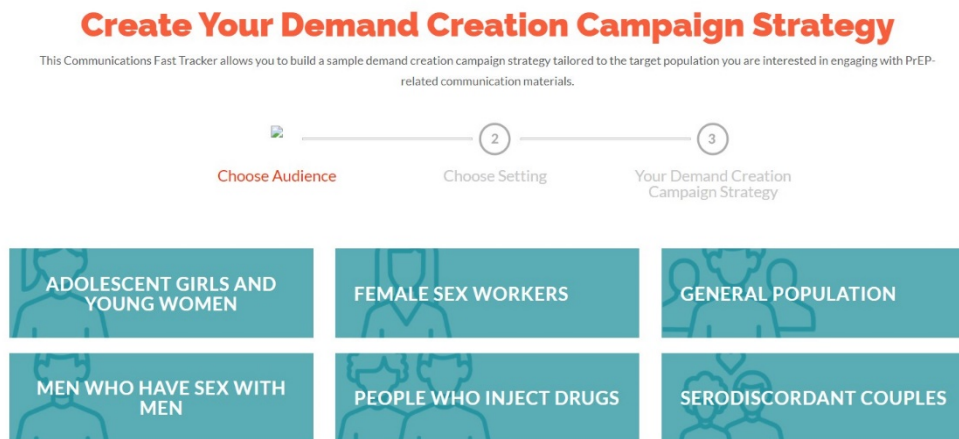 Create Your Demand Creation Campaign Strategy
This Communications Fast Tracker allows you to build a sample demand creation campaign strategy tailored to the target population you are interested in engaging with PrEP-
related communication materials.
2
3
Choose Audience
Choose Setting
Your Demand Creation
Campaign Strategy
ADOLESCENT GIRLS AND
YOUNG WOMEN
FEMALE SEX WORKERS
GENERAL POPULATION
MEN WHO HAVE SEX WITH
MEN
PEOPLE WHO INJECT DRUGS
SERODISCORDANT COUPLES